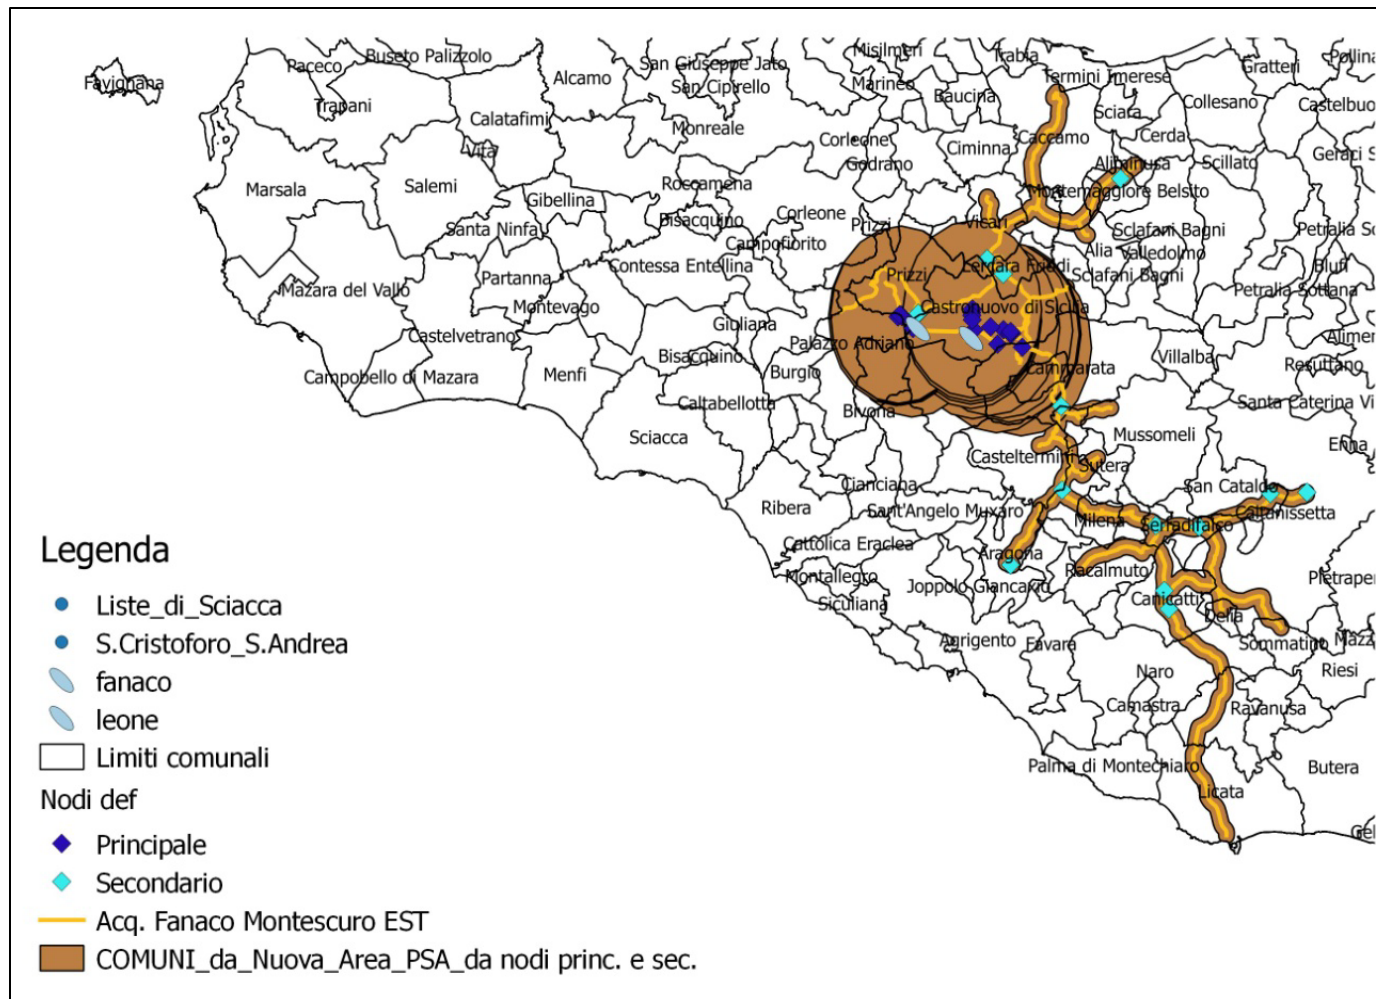 Buseto Palizzolo
Misilmeri
Trabia
Pollina
Paceco
San Giuseppe Jato
Gratteri
Favignana
Alcamo
San Cipirello
Marineo
Termini Imerese
Trapani
Baucina
Sciara
Collesano
Castelbuo
Calatafimi
Monreale
Corleone
Ciminna
Caccamo
Cerda
Vita
Godrano
Aliminusa
Scillato
Geraci S
Marsala
Salemi
Roccamena
Montemaggiore Belsito
Gibellina
Bisacquino
Corleone
Prizzi
Vicari
Santa Ninfa
Campofiorito
Alia
Sclafani Bagni
Valledolmo
Petralia So
Contessa Entellina
Prizzi
Lercara Friddi
Sclafani Bagni
Blufi
Mazara del Vallo
Partanna
Montevago
Castronuovo di Sicilia
Petralia Sottana
Castelvetrano
Giuliana
Palazzo Adriano
Alimer
Campobello di Mazara
Menfi
Bisacquino
Burgio
Cammarata
Villalba
Resuttano
Caltabellotta
Bivona
Santa Caterina Vi
Sciacca
Mussomeli
Enna
Casteltermini
Sutera
Cianciana
San Cataldo
Ribera
Sant'Angelo Muxaro
Milena
Serradifalco
Caltanissetta
Cattolica Eraclea
Aragona
Montallegro
Joppolo Giancaxio
Racalmuto
Pietraper
Siciliana
Canicattì
Delia
Agrigento
Favara
Sommatino
Mazz
Naro
Riesi
Camastra
Ravanusa
Palma di Montechiaro
Butera
Licata
Gel
Legenda
Liste_di_Sciacca
S.Cristoforo_S.Andrea
fanaco
leone
Limiti comunali
Nodi def
Principale
Secondario
Acq. Fanaco Montescuro EST
COMUNI_da_Nuova_Area_PSA_da nodi princ. e sec.